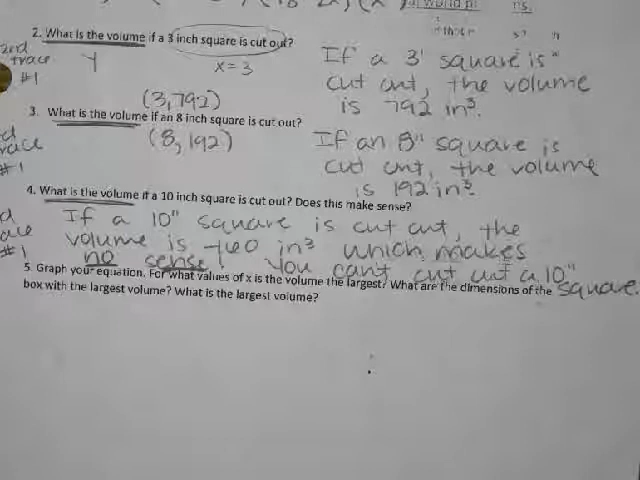 2. What is the volume if a 3 inch square is cut out?
2nd trace #1
Y
x = 3
If a 3' square is "
cut out, the volume
is 792 in³.
(3,792)
3. What is the volume if an 8 inch square is cut out?
(8,192)
#1
If an 8" square is
cut out, the volume
is 192 in³.
4. What is the volume if a 10 inch square is cut out? Does this make sense?
#1
If a 10" square is cut out, the
volume is in³ which makes
no sense! You can't cut out a 10"
square.
5. Graph your equation. For what values of x is the volume the largest? What are the dimensions of the
box with the largest volume? What is the largest volume?